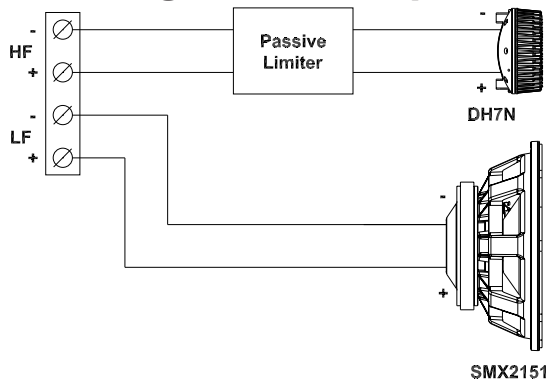 -
HF
+
-
LF
+
Passive
Limiter
-
+
DH7N
-
+
SMX2151